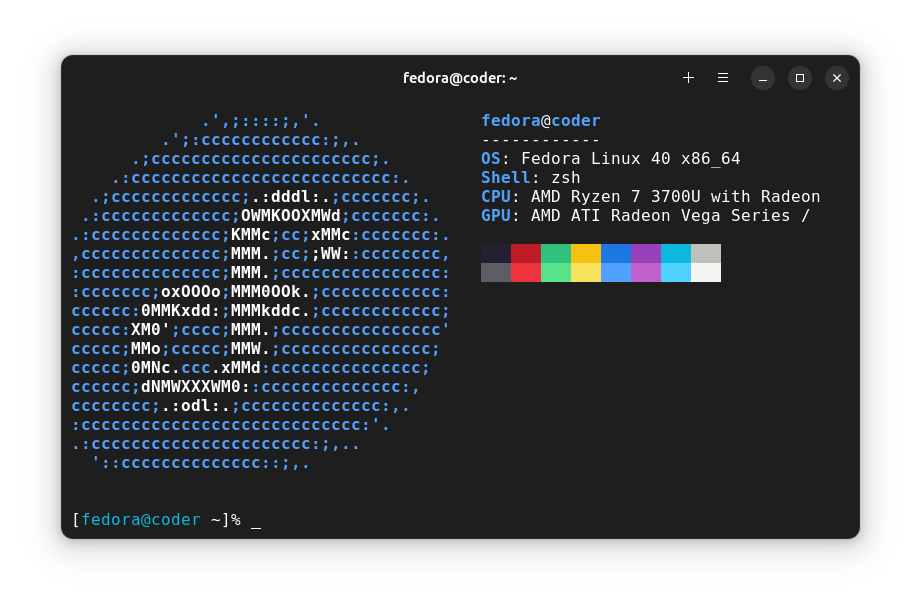 fedora@coder: ~
.',;::::;,'.
.';:cccccccccccc:;,.
.;cccccccccccccccccccccc;.
.:cccccccccccccccccccccccccc:.
.;ccccccccccccc;.:dddl:.;ccccccc;.
.:ccccccccccccc;OWMKOOXMWd;ccccccc:.
.:ccccccccccccc;KMMc;cc;xMMc:ccccccc:.
,cccccccccccccc;MMM.;cc;;WW::cccccccc,
:cccccccccccccc;MMM.;cccccccccccccccc:
:ccccccc;oxOOOo;MMM0OOk.;cccccccccccc:
cccccc:0MMKxdd:;MMMkddc.;cccccccccccc;
ccccc:XM0';cccc;MMM.;cccccccccccccccc'
ccccc;MMo;ccccc;MMW.;ccccccccccccccc;
ccccc;0MNc.ccc.xMMd:ccccccccccccccc;
cccccc;dNMWXXXWM0::cccccccccccccc:,
cccccccc;.:odl:.;cccccccccccccc:,.
:cccccccccccccccccccccccccccc:'.
.:cccccccccccccccccccccc:;,..
'::cccccccccccccc::;,.
fedora@coder
------------
OS: Fedora Linux 40 x86_64
Shell: zsh
CPU: AMD Ryzen 7 3700U with Radeon
GPU: AMD ATI Radeon Vega Series /
[fedora@coder ~]% _